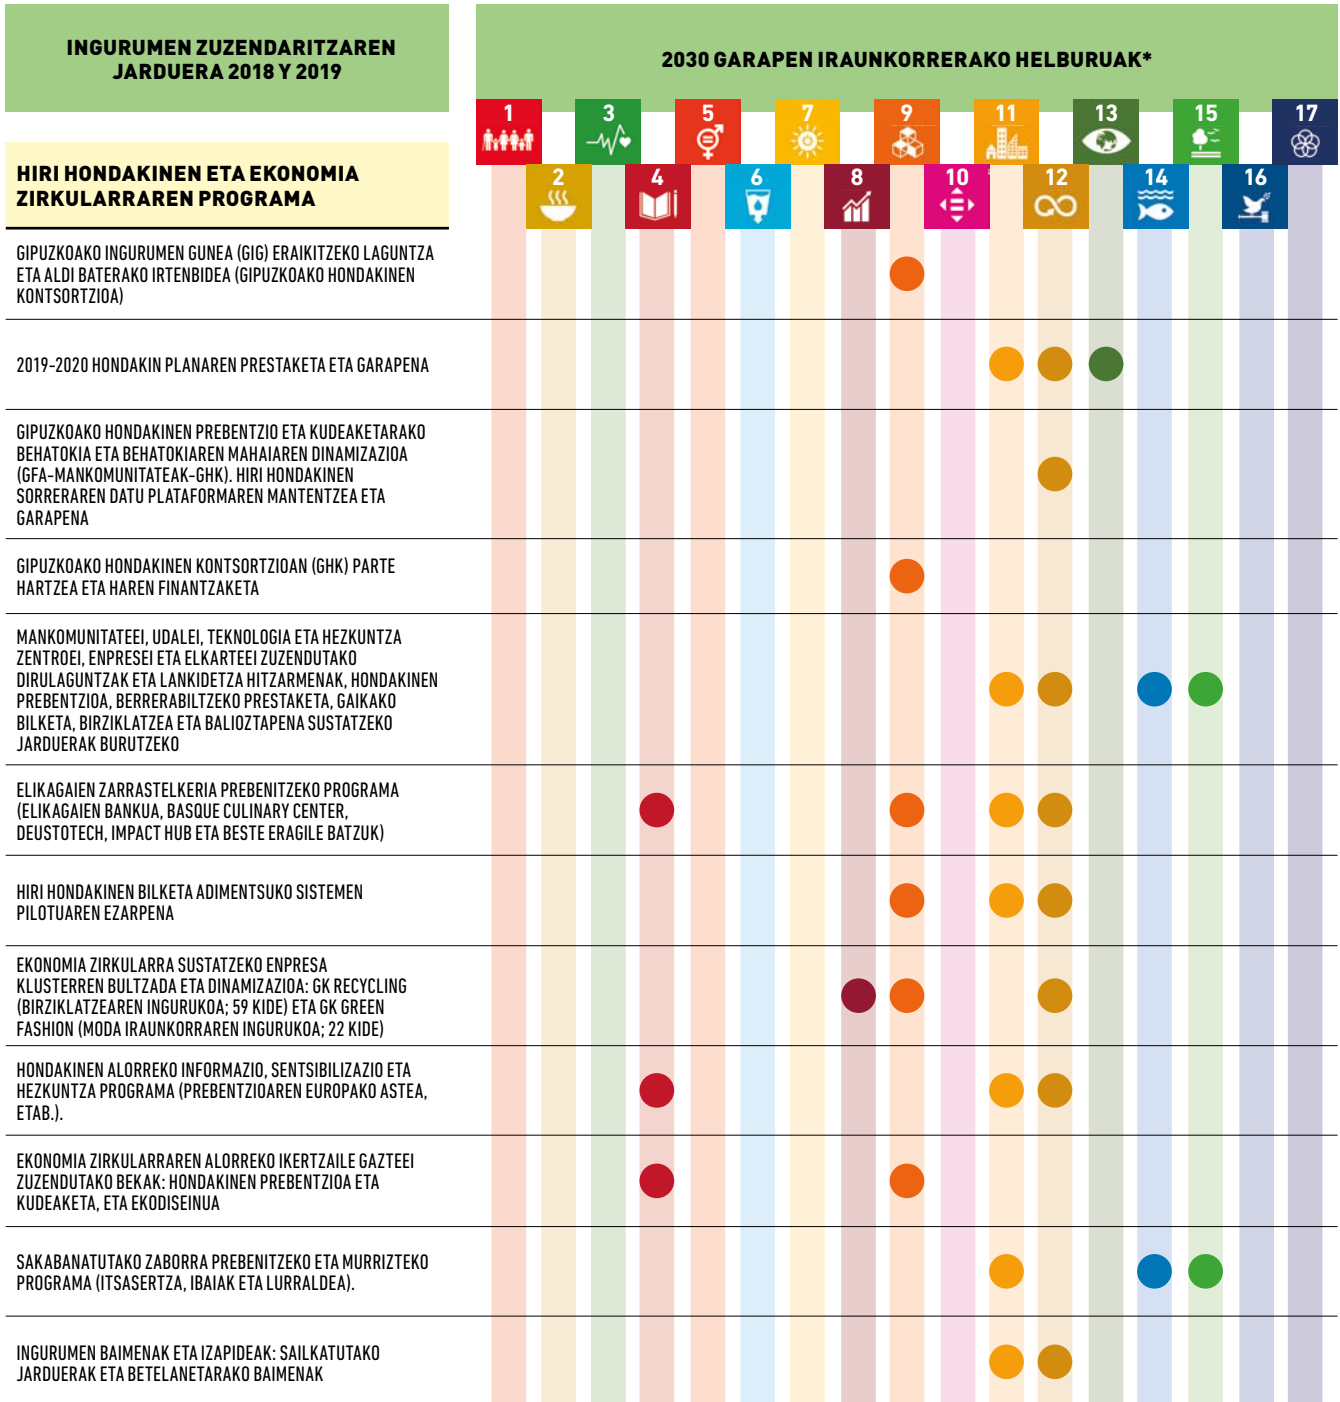 INGURUMEN ZUZENDARITZAREN
JARDUERA 2018 Y 2019
2030 GARAPEN IRAUNKORRERAKO HELBURUAK*
1
3
5
7
9
11
13
15
17
HIRI HONDAKINEN ETA EKONOMIA
ZIRKULARRAREN PROGRAMA
2
4
6
8
10
12
14
16
GIPUZKOAKO INGURUMEN GUNEA (GIG) ERAIKITZEKO LAGUNTZA
ETA ALDI BATERAKO IRTENBIDEA (GIPUZKOAKO HONDAKINEN
KONTSORTZIOA)
2019-2020 HONDAKIN PLANAREN PRESTAKETA ETA GARAPENA
GIPUZKOAKO HONDAKINEN PREBENTZIO ETA KUDEAKETARAKO
BEHATOKIA ETA BEHATOKIAREN MAHAIAREN DINAMIZAZIOA
(GFA-MANKOMUNITATEAK-GHK). HIRI HONDAKINEN
SORRERAREN DATU PLATAFORMAREN MANTENTZEA ETA
GARAPENA
GIPUZKOAKO HONDAKINEN KONTSORTZIOAN (GHK) PARTE
HARTZEA ETA HAREN FINANTZAKETA
MANKOMUNITATEEI, UDALEI, TEKNOLOGIA ETA HEZKUNTZA
ZENTROEI, ENPRESEI ETA ELKARTEEI ZUZENDUTAKO
DIRULAGUNTZAK ETA LANKIDETZA HITZARMENAK, HONDAKINEN
PREBENTZIOA, BERRERABILTZEKO PRESTAKETA, GAIKAKO
BILKETA, BIRZIKLATZEA ETA BALIOZTAPENA SUSTATZEKO
JARDUERAK BURUTZEKO
ELIKAGAIEN ZARRASTELKERIA PREBENITZEKO PROGRAMA
(ELIKAGAIEN BANKUA, BASQUE CULINARY CENTER,
DEUSTOTECH, IMPACT HUB ETA BESTE ERAGILE BATZUK)
HIRI HONDAKINEN BILKETA ADIMENTSUKO SISTEMEN
PILOTUAREN EZARPENA
EKONOMIA ZIRKULARRA SUSTATZEKO ENPRESA
KLUSTERREN BULTZADA ETA DINAMIZAZIOA: GK RECYCLING
(BIRZIKLATZEAREN INGURUKOA; 59 KIDE) ETA GK GREEN
FASHION (MODA IRAUNKORRAREN INGURUKOA; 22 KIDE)
HONDAKINEN ALORREKO INFORMAZIO, SENTSIBILIZAZIO ETA
HEZKUNTZA PROGRAMA (PREBENTZIOAREN EUROPAKO ASTEA,
ETAB.).
EKONOMIA ZIRKULARRAREN ALORREKO IKERTZAILE GAZTEEI
ZUZENDUTAKO BEKAK: HONDAKINEN PREBENTZIOA ETA
KUDEAKETA, ETA EKODISEINUA
SAKABANATUTAKO ZABORRA PREBENITZEKO ETA MURRIZTEKO
PROGRAMA (ITSASERTZA, IBAIAK ETA LURRALDEA).
INGURUMEN BAIMENAK ETA IZAPIDEAK: SAILKATUTAKO
JARDUERAK ETA BETELANETARAKO BAIMENAK